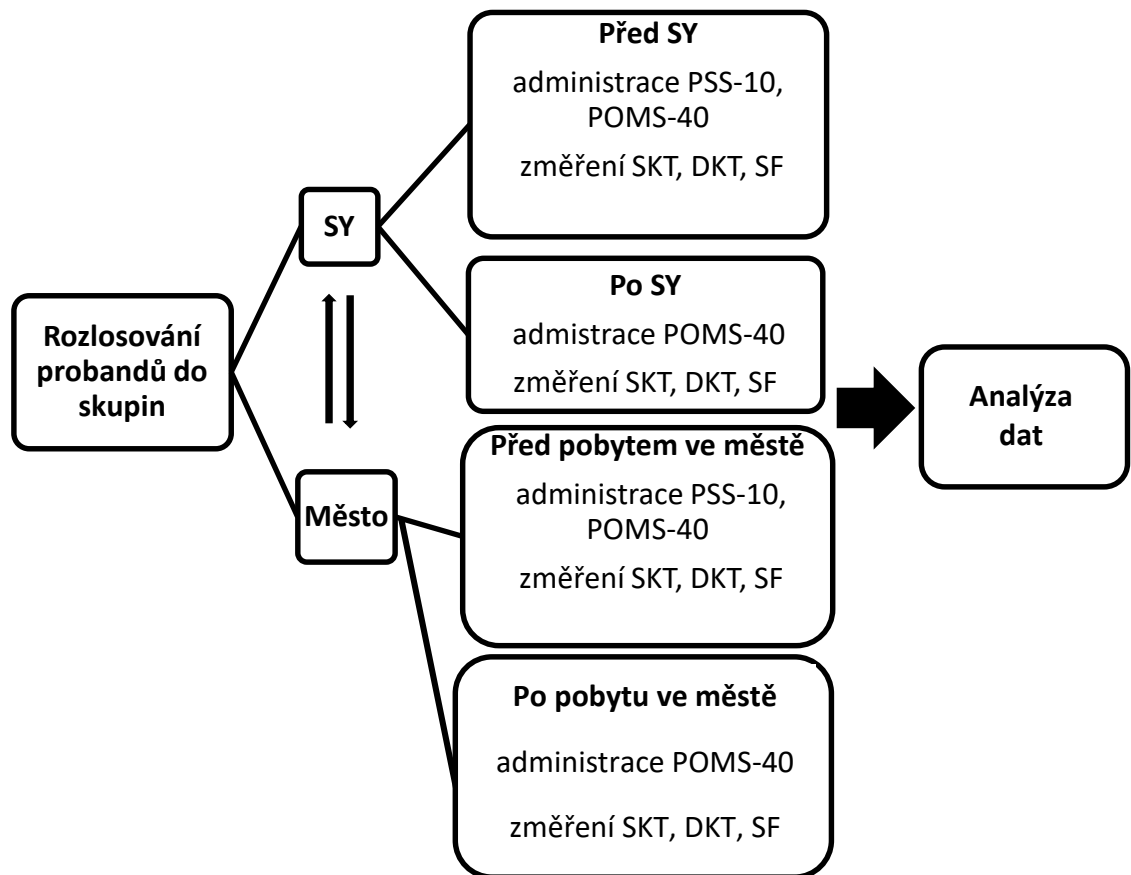 Rozlosování
probandů do
skupin
SY
Město
Před SY
administrace PSS-10,
POMS-40
změření SKT, DKT, SF
Po SY
admistrace POMS-40
změření SKT, DKT, SF
Před pobytem ve městě
administrace PSS-10,
POMS-40
změření SKT, DKT, SF
Po pobytu ve městě
administrace POMS-40
změření SKT, DKT, SF
Analýza
dat